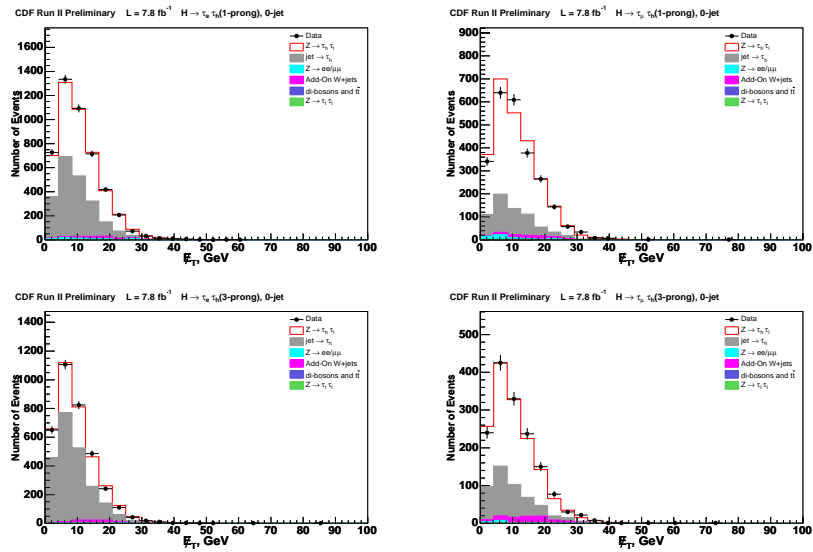 CDF Run II Preliminary L = 7.8 fb⁻¹ H → τₑ τₕ(1-prong), 0-jet
Number of Events
1600
1400
1200
1000
800
600
400
200
0
0 10 20 30 40 50 60 70 80 90 100
E̸_T, GeV
Data
Z → τₕ τₗ
jet → τₕ
Z → ee/μμ
Add-On W+jets
di-bosons and tt̄
Z → τₗ τₗ
CDF Run II Preliminary L = 7.8 fb⁻¹ H → τ_μ τₕ(1-prong), 0-jet
Number of Events
900
800
700
600
500
400
300
200
100
0
0 10 20 30 40 50 60 70 80 90 100
E̸_T, GeV
Data
Z → τₕ τₗ
jet → τₕ
Z → ee/μμ
Add-On W+jets
di-bosons and tt̄
Z → τₗ τₗ
CDF Run II Preliminary L = 7.8 fb⁻¹ H → τₑ τₕ(3-prong), 0-jet
Number of Events
1400
1200
1000
800
600
400
200
0
0 10 20 30 40 50 60 70 80 90 100
E̸_T, GeV
Data
Z → τₕ τₗ
jet → τₕ
Z → ee/μμ
Add-On W+jets
di-bosons and tt̄
Z → τₗ τₗ
CDF Run II Preliminary L = 7.8 fb⁻¹ H → τ_μ τₕ(3-prong), 0-jet
Number of Events
500
400
300
200
100
0
0 10 20 30 40 50 60 70 80 90 100
E̸_T, GeV
Data
Z → τₕ τₗ
jet → τₕ
Z → ee/μμ
Add-On W+jets
di-bosons and tt̄
Z → τₗ τₗ